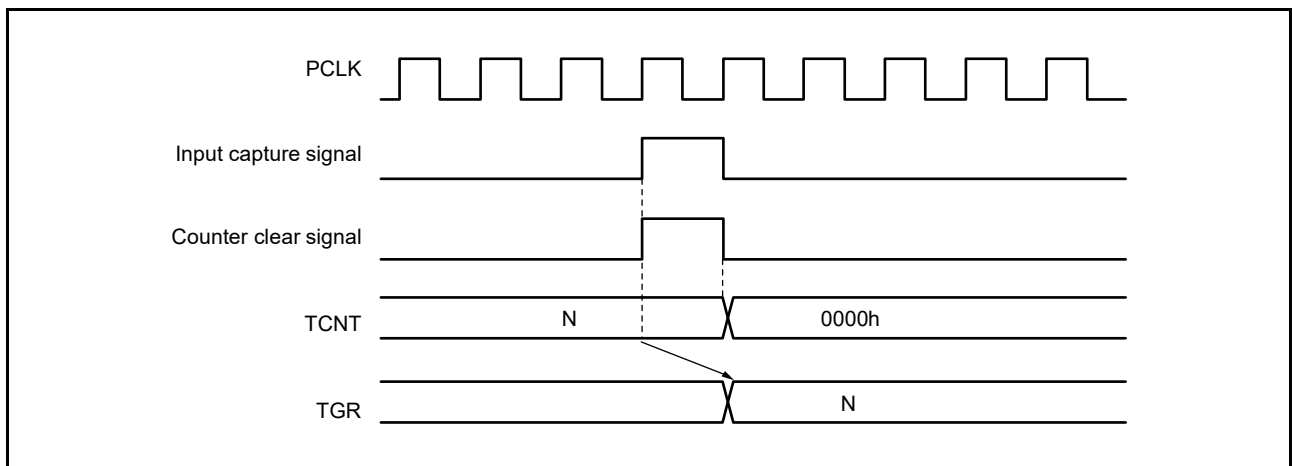 PCLK
Input capture signal
Counter clear signal
TCNT N 0000h
TGR N